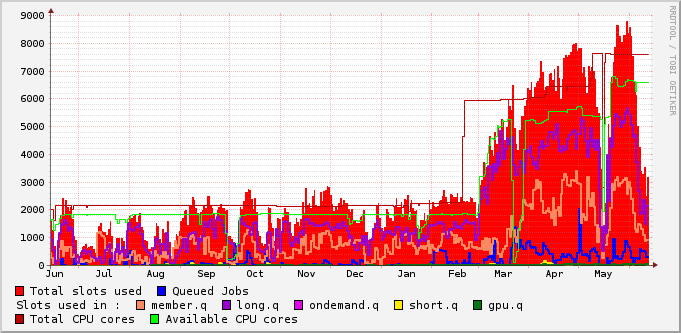 9000
8000
7000
6000
5000
4000
3000
2000
1000
0
Jun Jul Aug Sep Oct Nov Dec Jan Feb Mar Apr May
RRDTOOL / TOBI OETIKER
Total slots used Queued Jobs
Slots used in : member.q long.q ondemand.q short.q gpu.q
Total CPU cores Available CPU cores